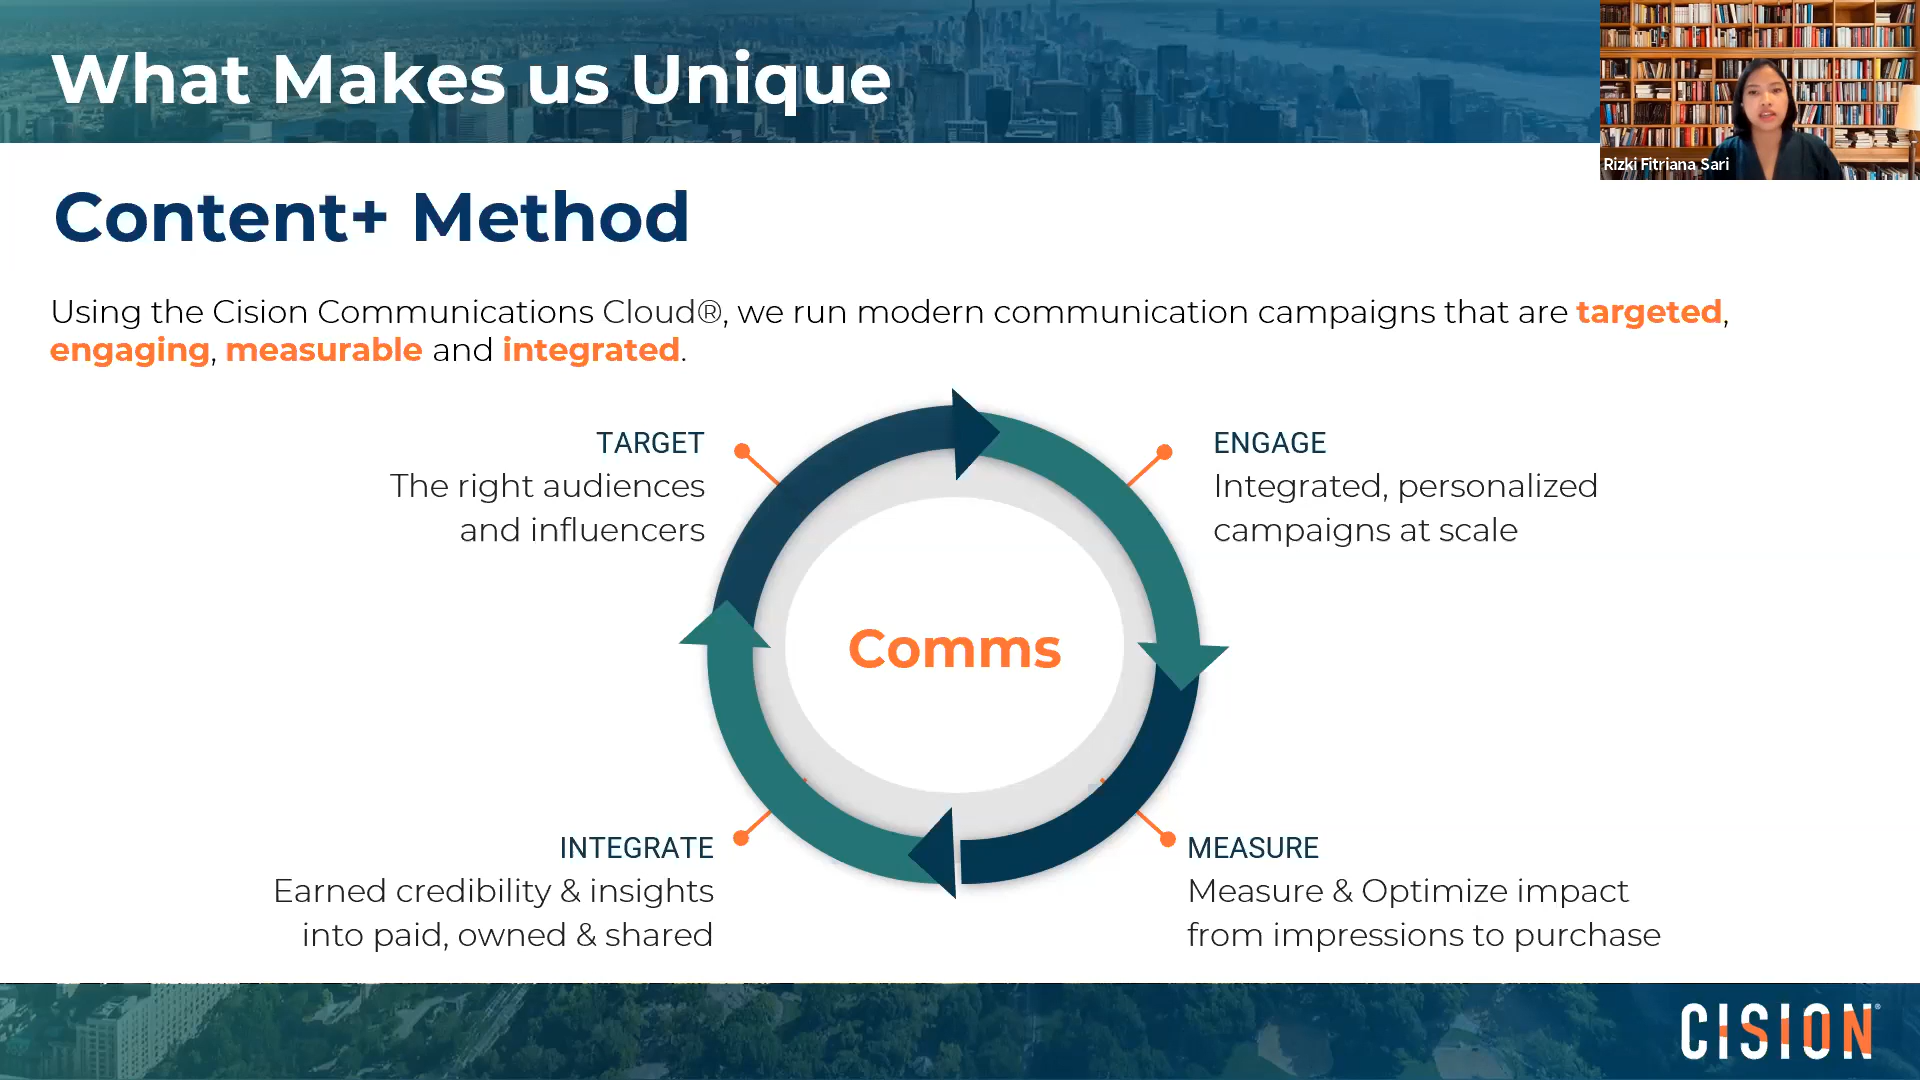 What Makes us Unique
Rizki Fitriana Sari
Content+ Method
Using the Cision Communications Cloud®, we run modern communication campaigns that are targeted,
engaging, measurable and integrated.
TARGET
The right audiences
and influencers
ENGAGE
Integrated, personalized
campaigns at scale
Comms
INTEGRATE
Earned credibility & insights
into paid, owned & shared
MEASURE
Measure & Optimize impact
from impressions to purchase
CISION®